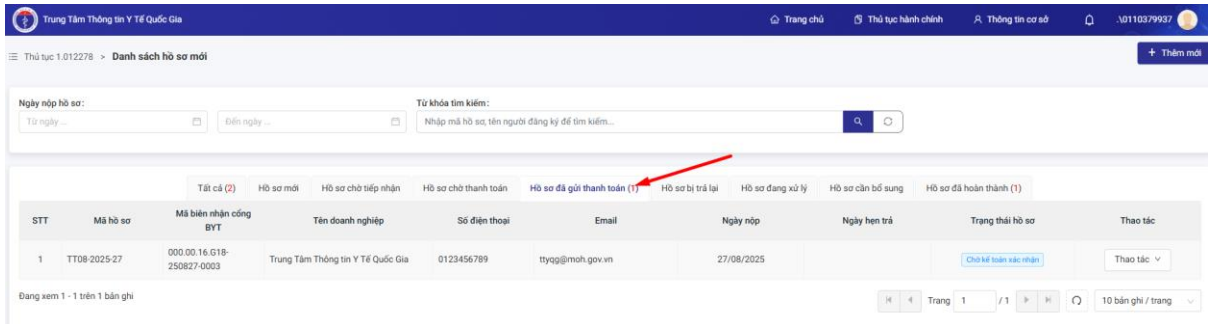 Trung Tâm Thông tin Y Tế Quốc Gia
Trang chủ
Thủ tục hành chính
Thông tin cơ sở
.\0110379937
Thủ tục 1.012278 > Danh sách hồ sơ mới
+ Thêm mới
Ngày nộp hồ sơ:
Từ khóa tìm kiếm:
Từ ngày ...
Đến ngày ...
Nhập mã hồ sơ, tên người đăng ký để tìm kiếm...
Tất cả (2)
Hồ sơ mới
Hồ sơ chờ tiếp nhận
Hồ sơ chờ thanh toán
Hồ sơ đã gửi thanh toán (1)
Hồ sơ bị trả lại
Hồ sơ đang xử lý
Hồ sơ cần bổ sung
Hồ sơ đã hoàn thành (1)
STT
Mã hồ sơ
Mã biên nhận cổng
BYT
Tên doanh nghiệp
Số điện thoại
Email
Ngày nộp
Ngày hẹn trả
Trạng thái hồ sơ
Thao tác
1
TT08-2025-27
000.00.16.G18-
250827-0003
Trung Tâm Thông tin Y Tế Quốc Gia
0123456789
ttyqg@moh.gov.vn
27/08/2025
Chờ kế toán xác nhận
Thao tác
Đang xem 1 - 1 trên 1 bản ghi
Trang 1 / 1
10 bản ghi / trang